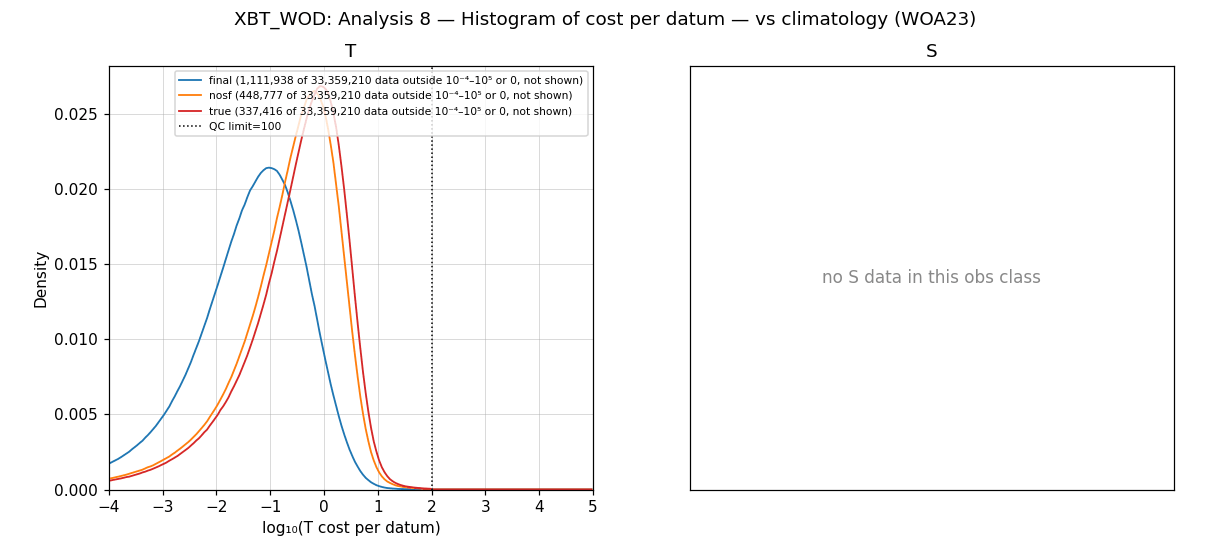 XBT_WOD: Analysis 8 — Histogram of cost per datum — vs climatology (WOA23)
T
S
final (1,111,938 of 33,359,210 data outside 10⁻⁴–10⁵ or 0, not shown)
nosf (448,777 of 33,359,210 data outside 10⁻⁴–10⁵ or 0, not shown)
true (337,416 of 33,359,210 data outside 10⁻⁴–10⁵ or 0, not shown)
QC limit=100
0.025
0.020
0.015
0.010
0.005
0.000
Density
no S data in this obs class
−4 −3 −2 −1 0 1 2 3 4 5
log₁₀(T cost per datum)